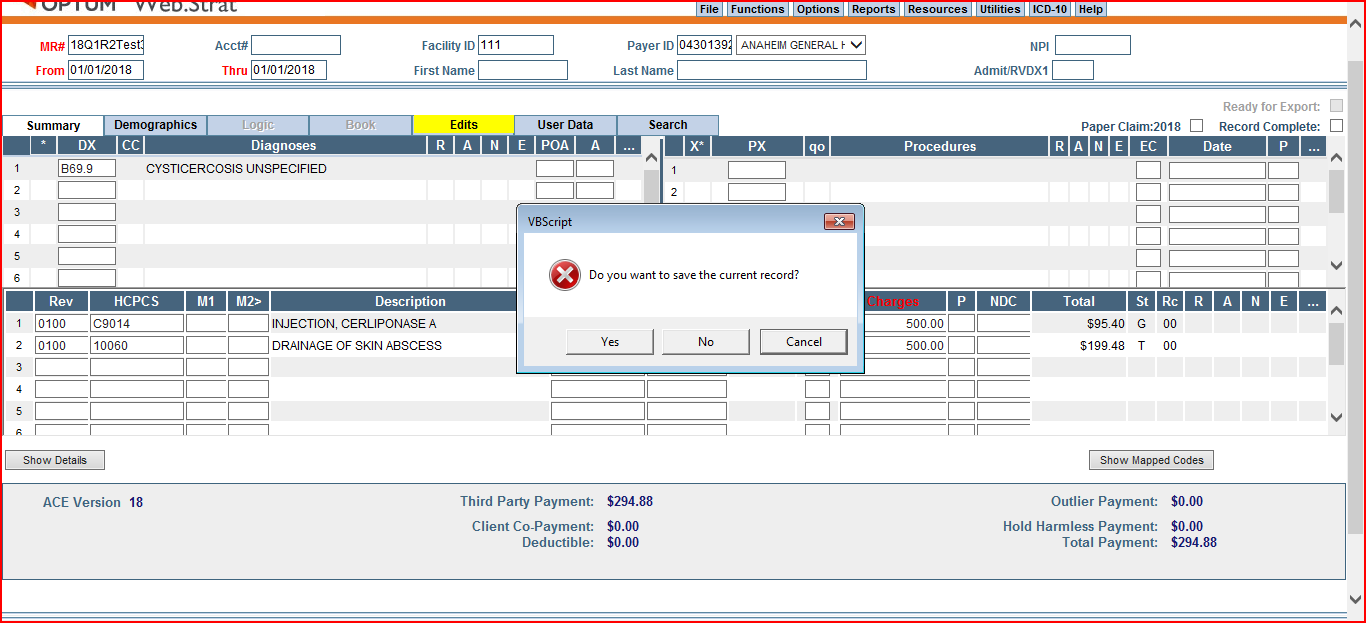 OPTUM Web.Strat
File Functions Options Reports Resources Utilities ICD-10 Help
MR# 18Q1R2Test3 Acct# Facility ID 111 Payer ID 04301392 ANAHEIM GENERAL H NPI
From 01/01/2018 Thru 01/01/2018 First Name Last Name Admit/RVDX1
Ready for Export:
Summary Demographics Logic Book Edits User Data Search Paper Claim:2018 Record Complete:
* DX CC Diagnoses R A N E POA A ... X* PX qo Procedures R A N E EC Date P ...
1 B69.9 CYSTICERCOSIS UNSPECIFIED 1
2 2
3
4
5
6
VBScript
Do you want to save the current record?
Yes No Cancel
Rev HCPCS M1 M2> Description Charges P NDC Total St Rc R A N E ...
1 0100 C9014 INJECTION, CERLIPONASE A 500.00 $95.40 G 00
2 0100 10060 DRAINAGE OF SKIN ABSCESS 500.00 $199.48 T 00
3
4
5
6
Show Details Show Mapped Codes
ACE Version 18 Third Party Payment: $294.88 Outlier Payment: $0.00
Client Co-Payment: $0.00 Hold Harmless Payment: $0.00
Deductible: $0.00 Total Payment: $294.88